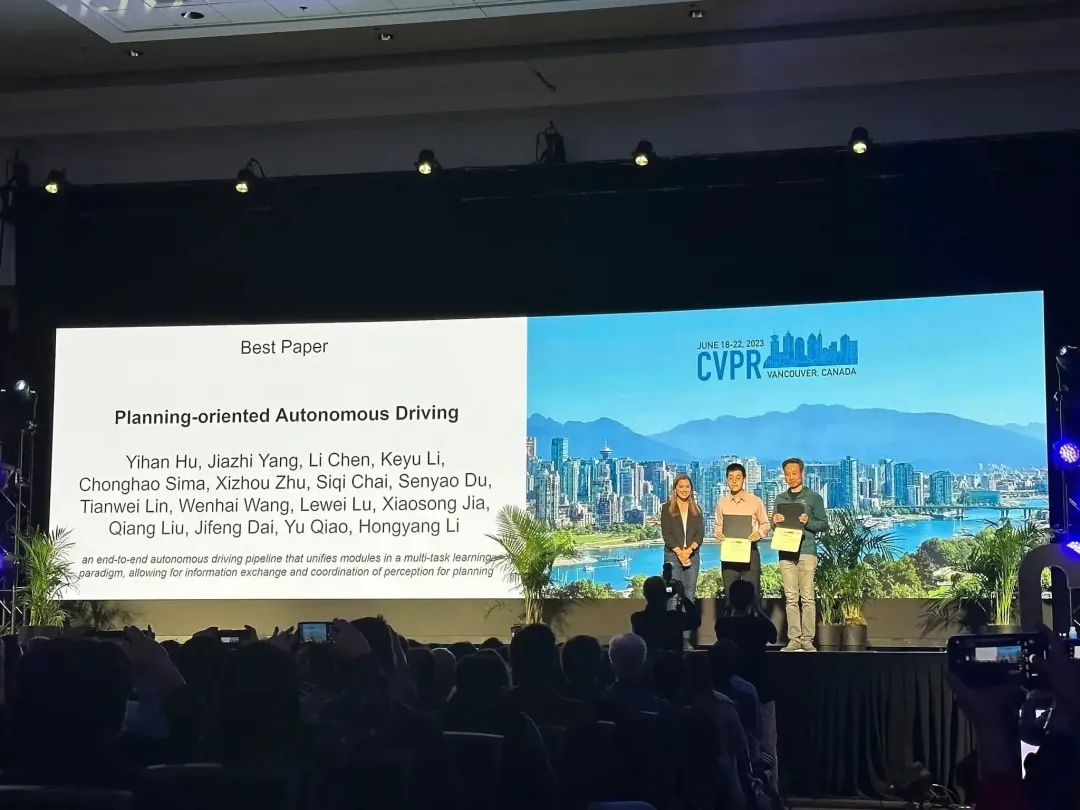 Best Paper
Planning-oriented Autonomous Driving
Yihan Hu, Jiazhi Yang, Li Chen, Keyu Li,
Chonghao Sima, Xizhou Zhu, Siqi Chai, Senyao Du,
Tianwei Lin, Wenhai Wang, Lewei Lu, Xiaosong Jia,
Qiang Liu, Jifeng Dai, Yu Qiao, Hongyang Li
an end-to-end autonomous driving pipeline that unifies modules in a multi-task learning
paradigm, allowing for information exchange and coordination of perception for planning
JUNE 18-22, 2023
CVPR
VANCOUVER, CANADA